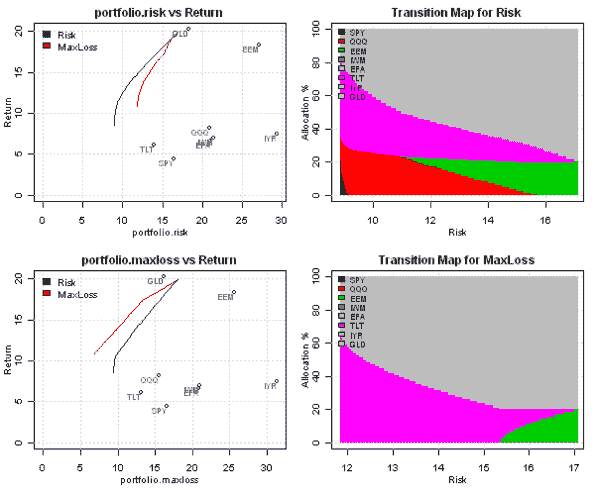 portfolio.risk vs Return
Return
20
15
10
5
0
Risk
MaxLoss
GLD
EEM
QQQ
IWM
EFA
IYR
TLT
SPY
0 5 10 15 20 25 30
portfolio.risk
Transition Map for Risk
Allocation %
100
80
60
40
20
0
SPY
QQQ
EEM
IWM
EFA
TLT
IYR
GLD
10 12 14 16
Risk
portfolio.maxloss vs Return
Return
20
15
10
5
0
Risk
MaxLoss
GLD
EEM
QQQ
IWM
EFA
IYR
TLT
SPY
0 5 10 15 20 25 30
portfolio.maxloss
Transition Map for MaxLoss
Allocation %
100
80
60
40
20
0
SPY
QQQ
EEM
IWM
EFA
TLT
IYR
GLD
12 13 14 15 16 17
Risk